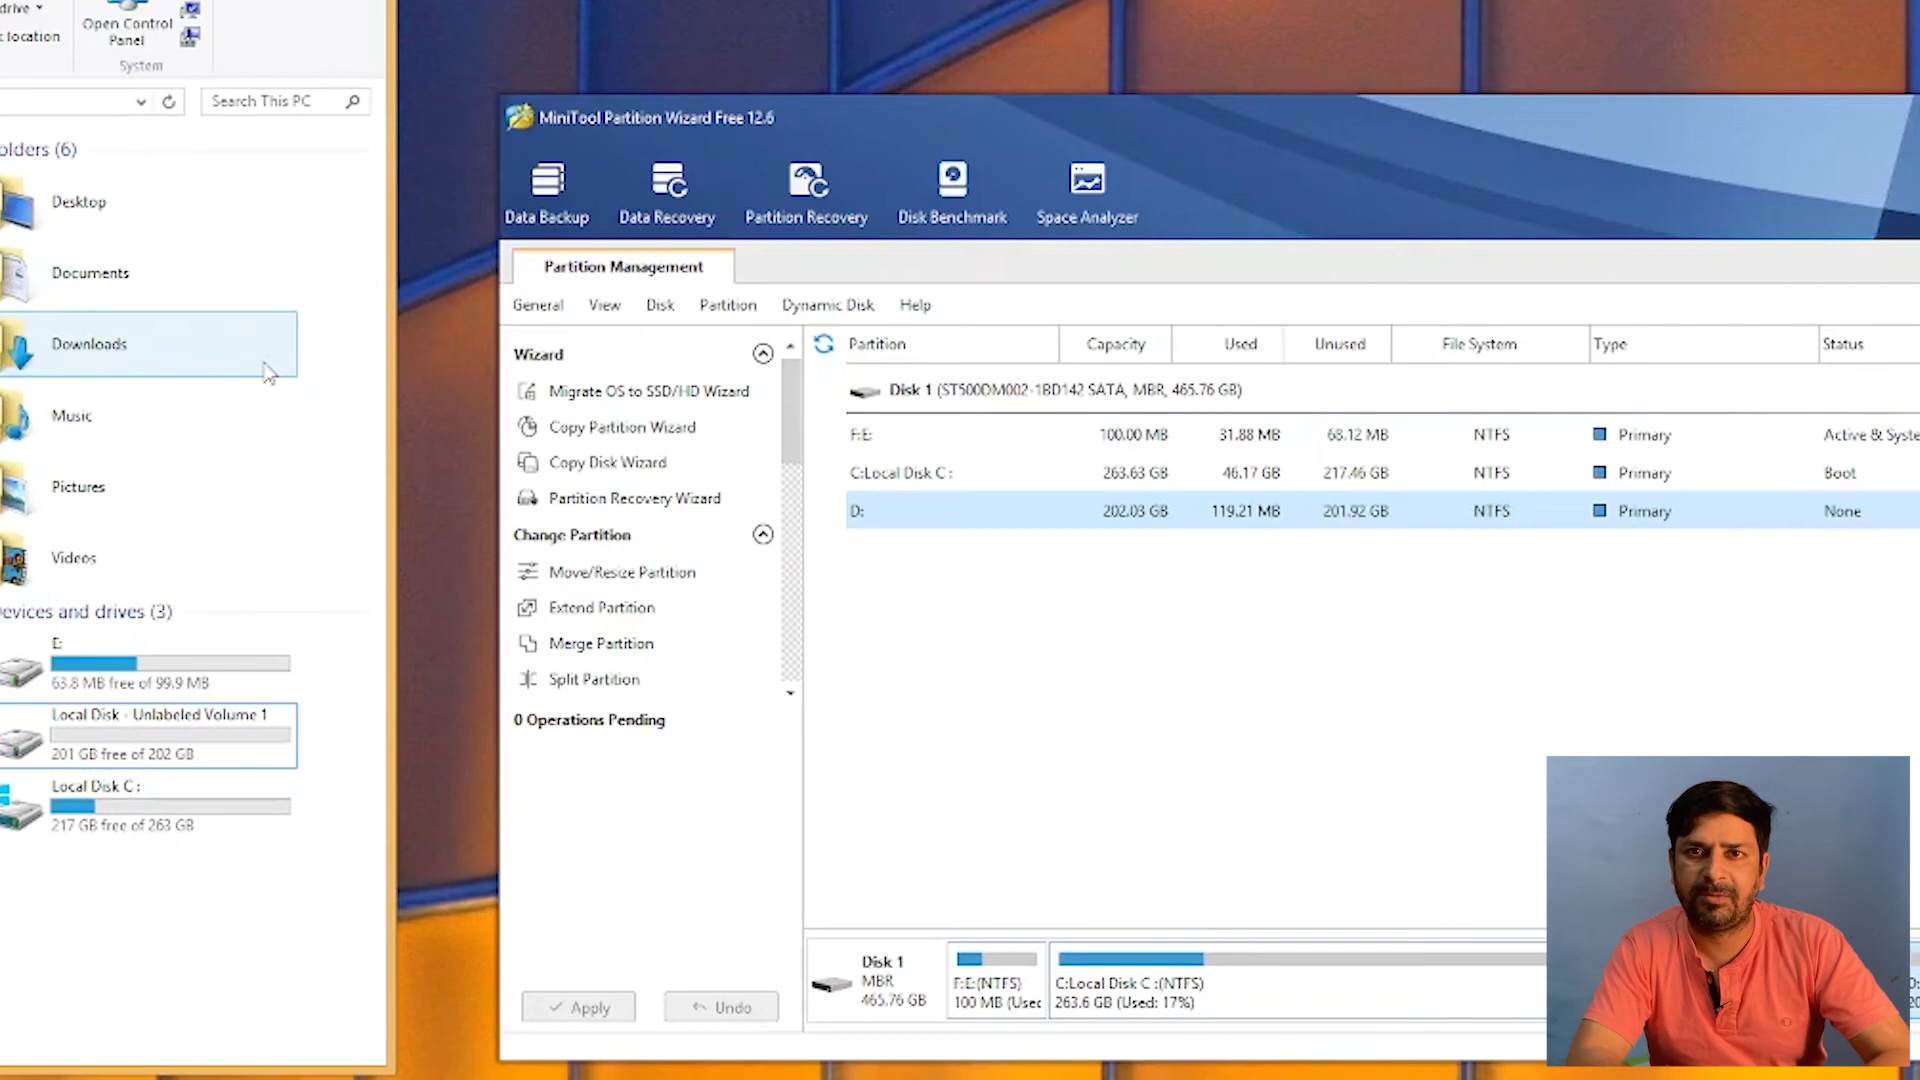 drive
Open Control
Panel
location
System
Search This PC
olders (6)
Desktop
Documents
Downloads
Music
Pictures
Videos
evices and drives (3)
E:
63.8 MB free of 99.9 MB
Local Disk - Unlabeled Volume 1
201 GB free of 202 GB
Local Disk C :
217 GB free of 263 GB
MiniTool Partition Wizard Free 12.6
Data Backup Data Recovery Partition Recovery Disk Benchmark Space Analyzer
Partition Management
General View Disk Partition Dynamic Disk Help
Wizard
Migrate OS to SSD/HD Wizard
Copy Partition Wizard
Copy Disk Wizard
Partition Recovery Wizard
Change Partition
Move/Resize Partition
Extend Partition
Merge Partition
Split Partition
0 Operations Pending
Apply Undo
Partition Capacity Used Unused File System Type Status
Disk 1 (ST500DM002-1BD142 SATA, MBR, 465.76 GB)
F:E: 100.00 MB 31.88 MB 68.12 MB NTFS Primary Active & Syste
C:Local Disk C : 263.63 GB 46.17 GB 217.46 GB NTFS Primary Boot
D: 202.03 GB 119.21 MB 201.92 GB NTFS Primary None
Disk 1
MBR
465.76 GB
F:E:(NTFS)
100 MB (Used
C:Local Disk C :(NTFS)
263.6 GB (Used: 17%)